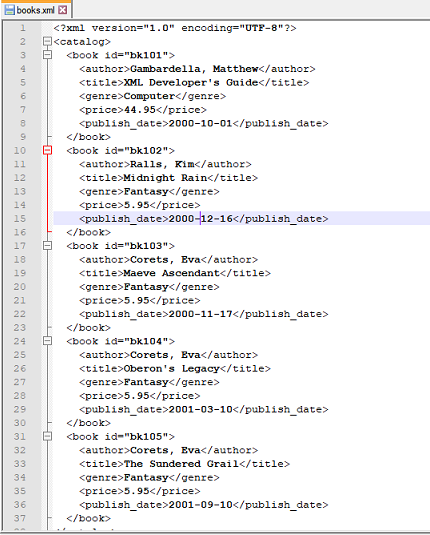 books.xml
1 <?xml version="1.0" encoding="UTF-8"?>
2 <catalog>
3 <book id="bk101">
4 <author>Gambardella, Matthew</author>
5 <title>XML Developer's Guide</title>
6 <genre>Computer</genre>
7 <price>44.95</price>
8 <publish_date>2000-10-01</publish_date>
9 </book>
10 <book id="bk102">
11 <author>Ralls, Kim</author>
12 <title>Midnight Rain</title>
13 <genre>Fantasy</genre>
14 <price>5.95</price>
15 <publish_date>2000-12-16</publish_date>
16 </book>
17 <book id="bk103">
18 <author>Corets, Eva</author>
19 <title>Maeve Ascendant</title>
20 <genre>Fantasy</genre>
21 <price>5.95</price>
22 <publish_date>2000-11-17</publish_date>
23 </book>
24 <book id="bk104">
25 <author>Corets, Eva</author>
26 <title>Oberon's Legacy</title>
27 <genre>Fantasy</genre>
28 <price>5.95</price>
29 <publish_date>2001-03-10</publish_date>
30 </book>
31 <book id="bk105">
32 <author>Corets, Eva</author>
33 <title>The Sundered Grail</title>
34 <genre>Fantasy</genre>
35 <price>5.95</price>
36 <publish_date>2001-09-10</publish_date>
37 </book>